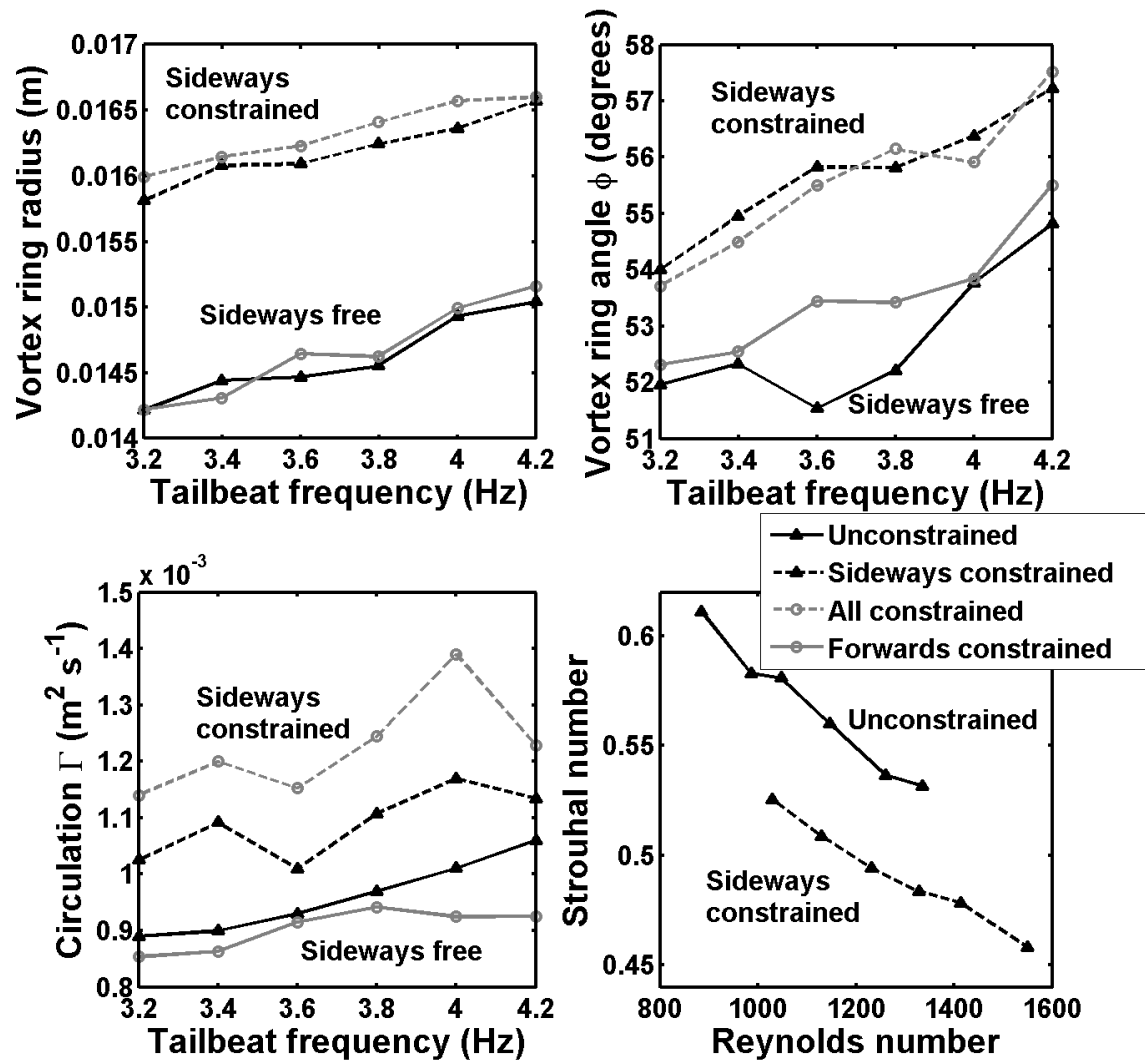 0.017
0.0165
0.016
0.0155
0.015
0.0145
0.014
Vortex ring radius (m)
Sideways
constrained
Sideways free
3.2 3.4 3.6 3.8 4 4.2
Tailbeat frequency (Hz)
58
57
56
55
54
53
52
51
Vortex ring angle ϕ (degrees)
Sideways
constrained
Sideways free
3.2 3.4 3.6 3.8 4 4.2
Tailbeat frequency (Hz)
x 10⁻³
1.5
1.4
1.3
1.2
1.1
1
0.9
0.8
Circulation Γ (m² s⁻¹)
Sideways
constrained
Sideways free
3.2 3.4 3.6 3.8 4 4.2
Tailbeat frequency (Hz)
Unconstrained
Sideways constrained
All constrained
Forwards constrained
0.6
0.55
0.5
0.45
Strouhal number
Unconstrained
Sideways
constrained
800 1000 1200 1400 1600
Reynolds number